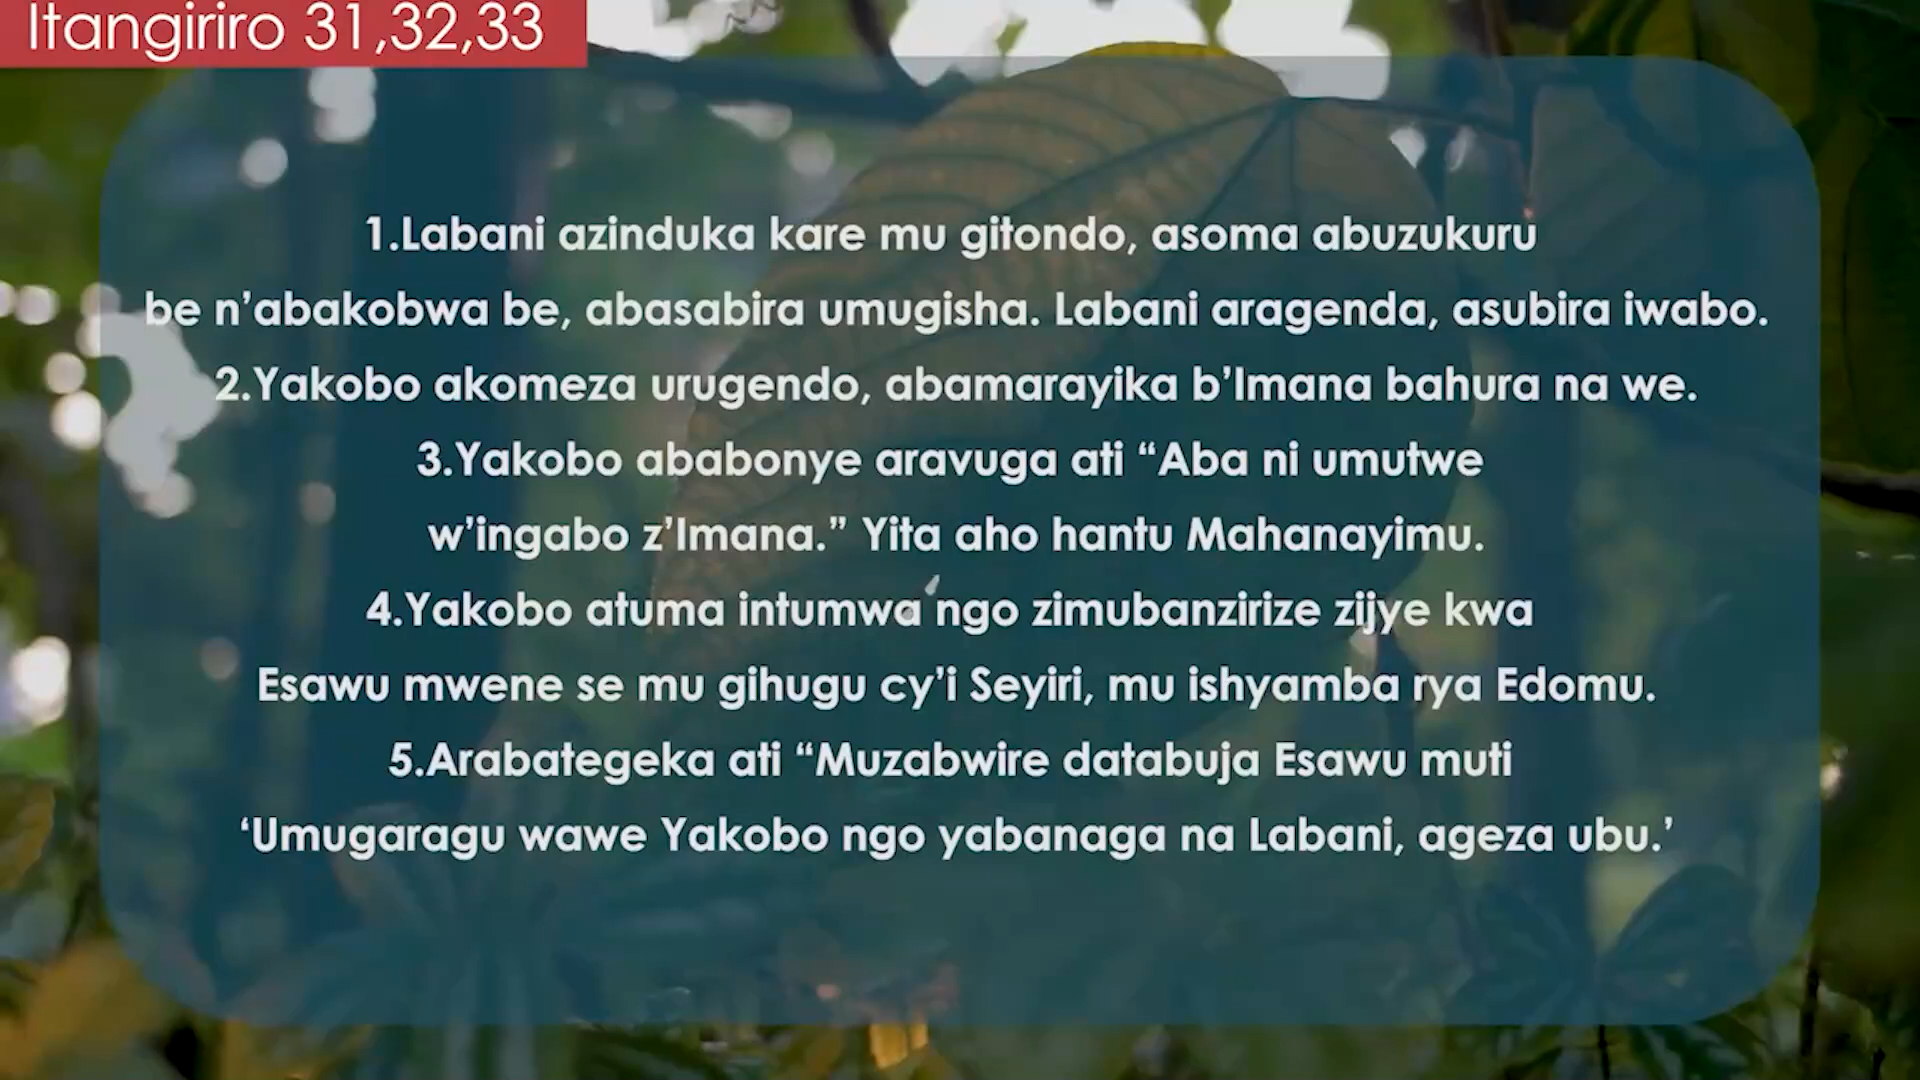 Itangiriro 31,32,33
1.Labani azinduka kare mu gitondo, asoma abuzukuru
be n’abakobwa be, abasabira umugisha. Labani aragenda, asubira iwabo.
2.Yakobo akomeza urugendo, abamarayika b’Imana bahura na we.
3.Yakobo ababonye aravuga ati “Aba ni umutwe
w’ingabo z’Imana.” Yita aho hantu Mahanayimu.
4.Yakobo atuma intumwa ngo zimubanzirize zijye kwa
Esawu mwene se mu gihugu cy’i Seyiri, mu ishyamba rya Edomu.
5.Arabategeka ati “Muzabwire databuja Esawu muti
‘Umugaragu wawe Yakobo ngo yabanaga na Labani, ageza ubu.’